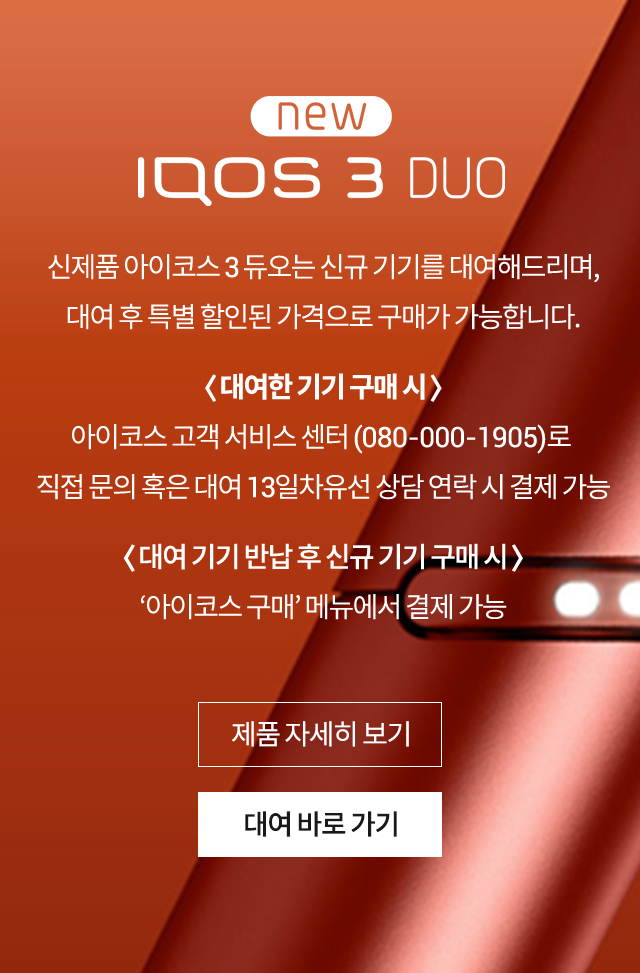 new
IQOS 3 DUO
신제품 아이코스 3 듀오는 신규 기기를 대여해드리며,
대여 후 특별 할인된 가격으로 구매가 가능합니다.
〈대여한 기기 구매 시〉
아이코스 고객 서비스 센터 (080-000-1905)로
직접 문의 혹은 대여 13일차유선 상담 연락 시 결제 가능
〈대여 기기 반납 후 신규 기기 구매 시〉
‘아이코스 구매’ 메뉴에서 결제 가능
제품 자세히 보기
대여 바로 가기